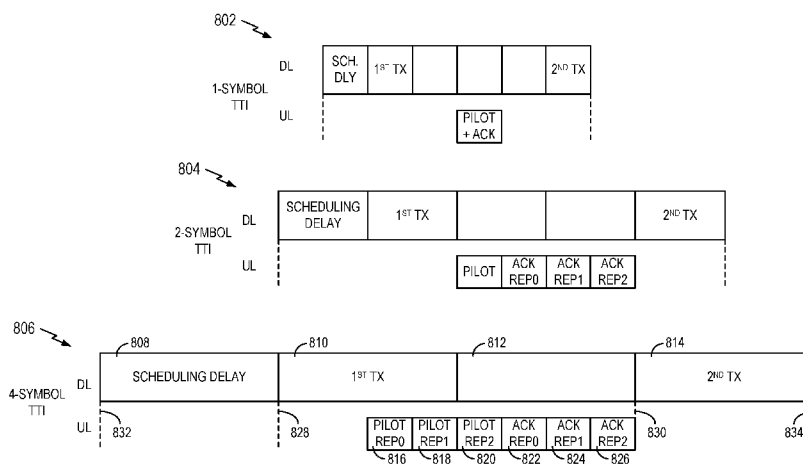 802
DL
SCH.
DLY
1ST TX
2ND TX
1-SYMBOL
TTI
UL
PILOT
+ ACK
804
DL
SCHEDULING
DELAY
1ST TX
2ND TX
2-SYMBOL
TTI
UL
PILOT
ACK
REP0
ACK
REP1
ACK
REP2
806
808
810
812
814
DL
SCHEDULING DELAY
1ST TX
2ND TX
4-SYMBOL
TTI
UL
832
828
PILOT
REP0
PILOT
REP1
PILOT
REP2
ACK
REP0
ACK
REP1
ACK
REP2
830
834
816
818
820
822
824
826